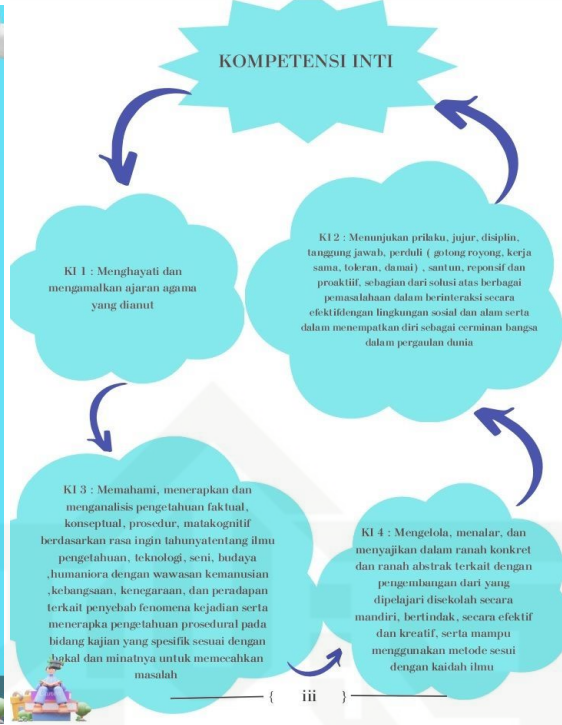 KOMPETENSI INTI
KI 1 : Menghayati dan
mengamalkan ajaran agama
yang dianut
KI 2 : Menunjukan prilaku, jujur, disiplin,
tanggung jawab, perduli ( gotong royong, kerja
sama, toleran, damai) , santun, reponsif dan
proaktiif, sebagian dari solusi atas berbagai
pemasalahaan dalam berinteraksi secara
efektifdengan lingkungan sosial dan alam serta
dalam menempatkan diri sebagai cerminan bangsa
dalam pergaulan dunia
KI 3 : Memahami, menerapkan dan
menganalisis pengetahuan faktual,
konseptual, prosedur, matakognitif
berdasarkan rasa ingin tahunyatentang ilmu
pengetahuan, teknologi, seni, budaya
,humaniora dengan wawasan kemanusian
,kebangsaan, kenegaraan, dan peradapan
terkait penyebab fenomena kejadian serta
menerapka pengetahuan prosedural pada
bidang kajian yang spesifik sesuai dengan
bakal dan minatnya untuk memecahkan
masalah
KI 4 : Mengelola, menalar, dan
menyajikan dalam ranah konkret
dan ranah abstrak terkait dengan
pengembangan dari yang
dipelajari disekolah secara
mandiri, bertindak, secara efektif
dan kreatif, serta mampu
menggunakan metode sesui
dengan kaidah ilmu
{ iii }